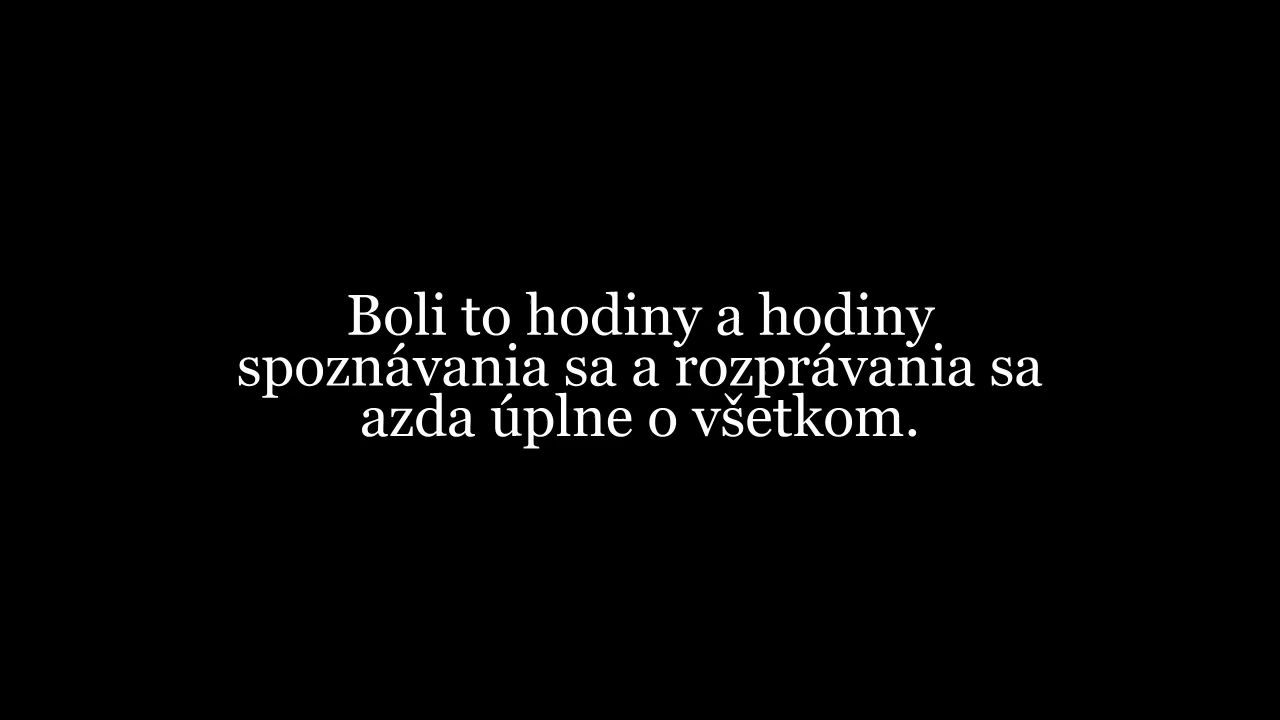 Boli to hodiny a hodiny
spoznávania sa a rozprávania sa
azda úplne o všetkom.